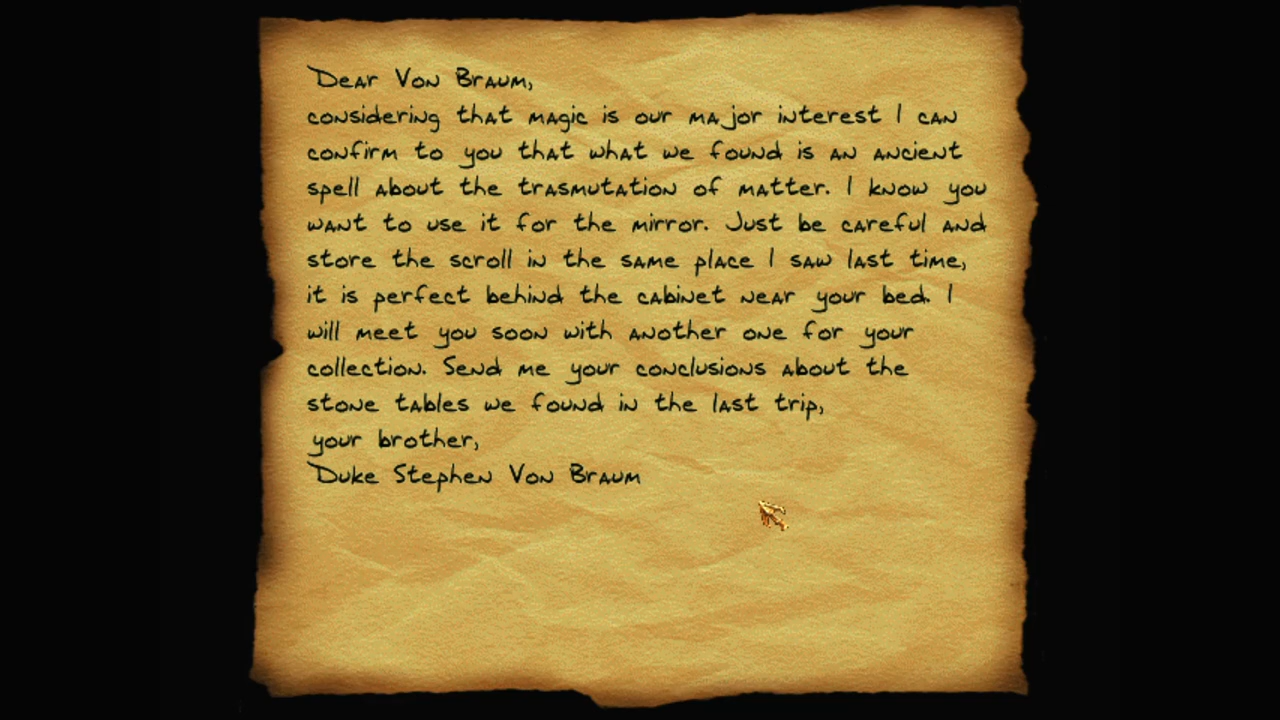 Dear Von Braum,
considering that magic is our major interest I can
confirm to you that what we found is an ancient
spell about the trasmutation of matter. I know you
want to use it for the mirror. Just be careful and
store the scroll in the same place I saw last time,
it is perfect behind the cabinet near your bed. I
will meet you soon with another one for your
collection. Send me your conclusions about the
stone tables we found in the last trip,
your brother,
Duke Stephen Von Braum